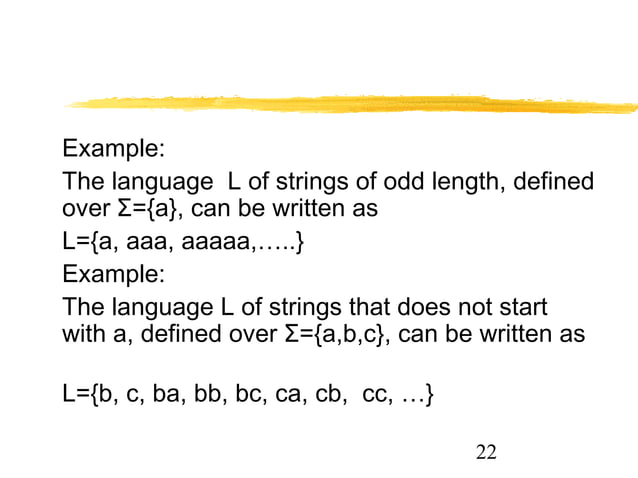 Example:
The language  L of strings of odd length, defined
over Σ={a}, can be written as
L={a, aaa, aaaaa,…..}
Example:
The language L of strings that does not start
with a, defined over Σ={a,b,c}, can be written as
L={b, c, ba, bb, bc, ca, cb,  cc, …}
22